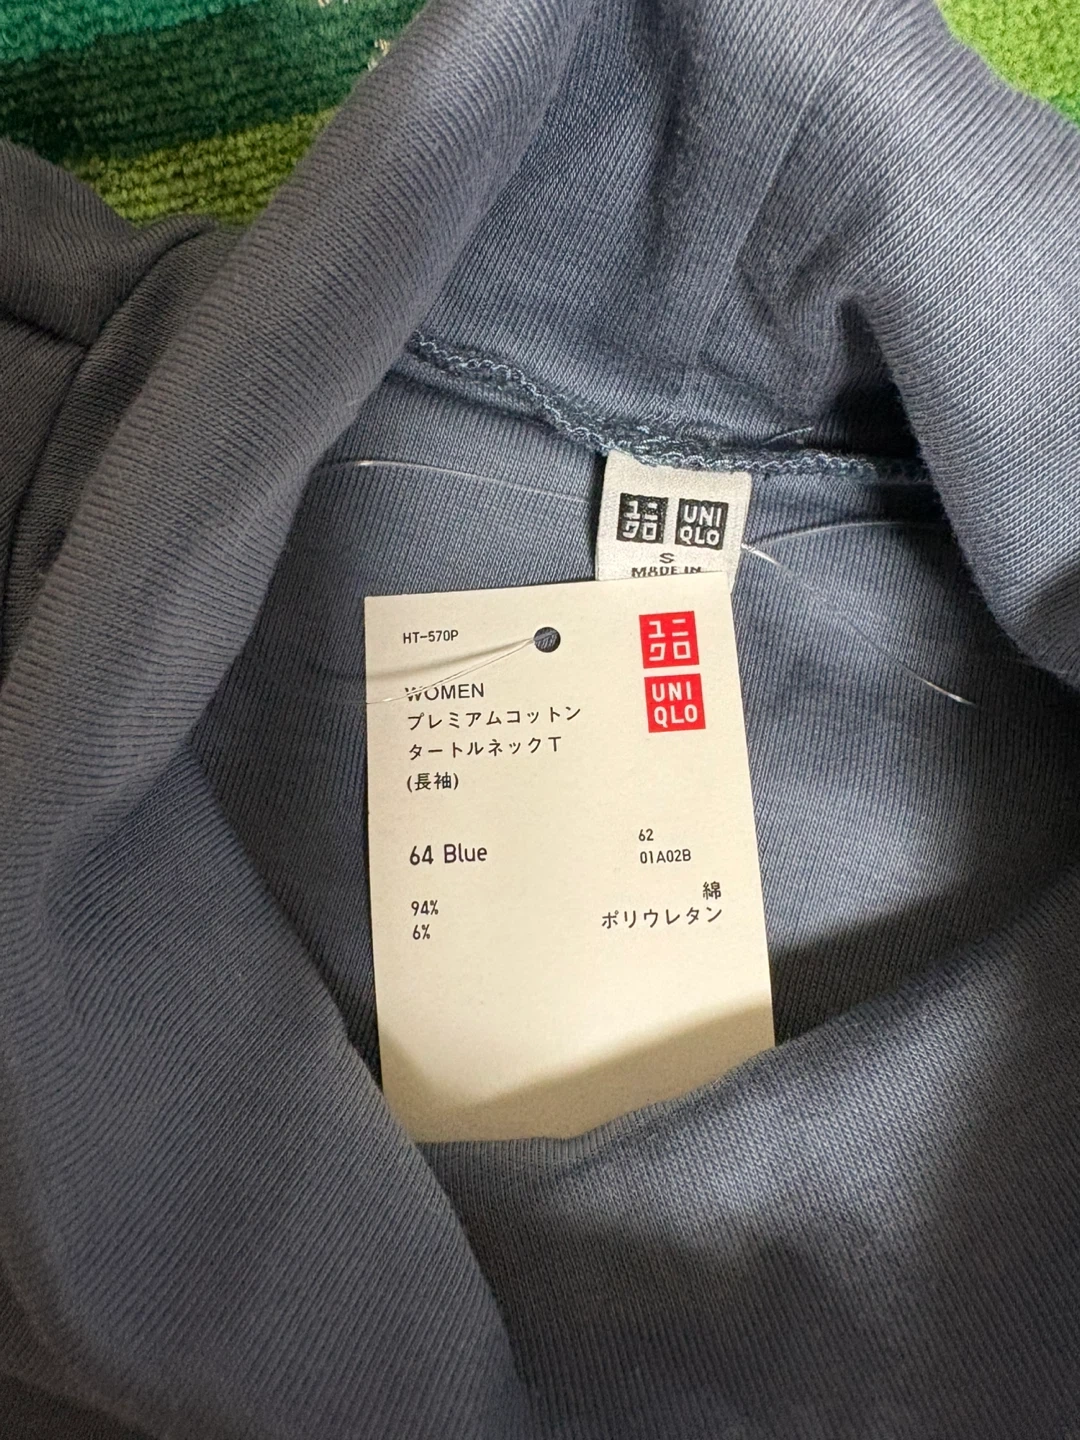 ユニ
クロ
UNI
QLO
S
MADE IN
HT-570P
ユニ
クロ
UNI
QLO
WOMEN
プレミアムコットン
タートルネックT
(長袖)
64 Blue
62
01A02B
94%
綿
6%
ポリウレタン